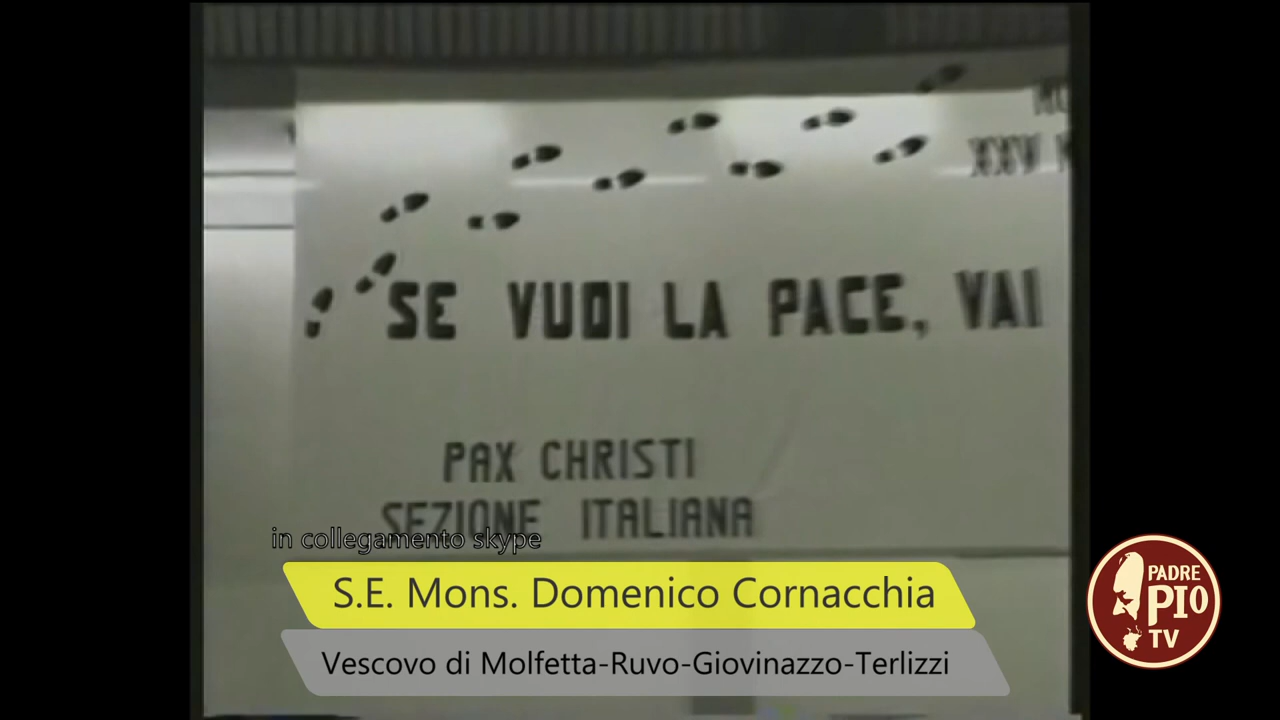 XXV
SE VUOI LA PACE, VAI
PAX CHRISTI
SEZIONE ITALIANA
in collegamento skype
S.E. Mons. Domenico Cornacchia
Vescovo di Molfetta-Ruvo-Giovinazzo-Terlizzi
PADRE
PIO
TV